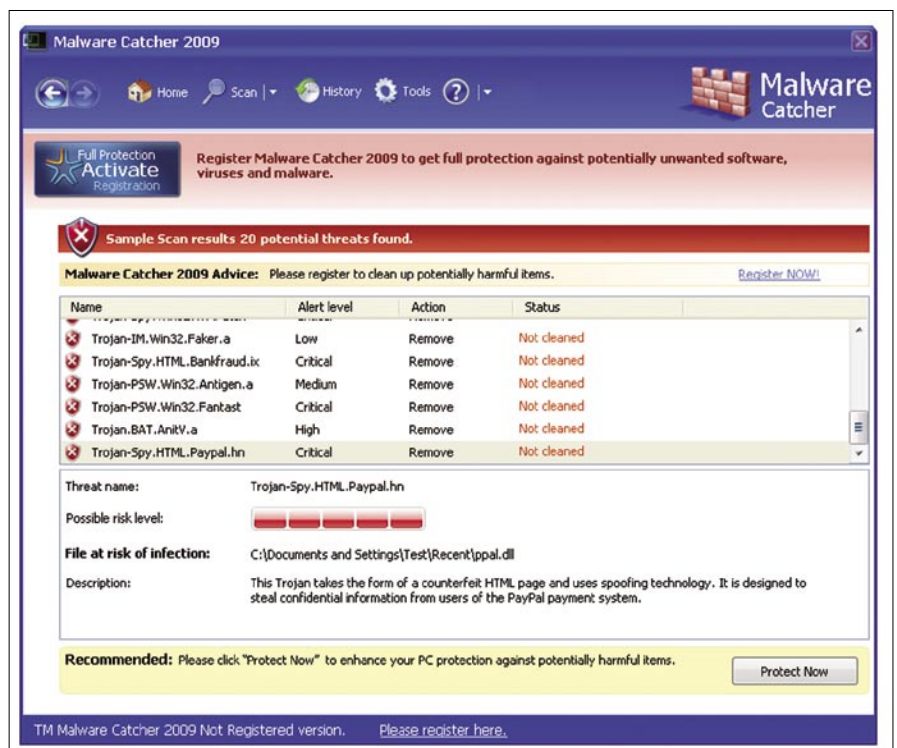 Malware Catcher 2009
Home Scan History Tools ?
Malware
Catcher
Full Protection
Activate
Registration
Register Malware Catcher 2009 to get full protection against potentially unwanted software,
viruses and malware.
Sample Scan results 20 potential threats found.
Malware Catcher 2009 Advice: Please register to clean up potentially harmful items. Register NOW!
Name Alert level Action Status
Trojan-IM.Win32.Faker.a Low Remove Not cleaned
Trojan-Spy.HTML.Bankfraud.ix Critical Remove Not cleaned
Trojan-PSW.Win32.Antigen.a Medium Remove Not cleaned
Trojan-PSW.Win32.Fantast Critical Remove Not cleaned
Trojan.BAT.AnitV.a High Remove Not cleaned
Trojan-Spy.HTML.Paypal.hn Critical Remove Not cleaned
Threat name: Trojan-Spy.HTML.Paypal.hn
Possible risk level:
File at risk of infection: C:\Documents and Settings\Test\Recent\ppal.dll
Description: This Trojan takes the form of a counterfeit HTML page and uses spoofing technology. It is designed to
steal confidential information from users of the PayPal payment system.
Recommended: Please click "Protect Now" to enhance your PC protection against potentially harmful items. Protect Now
TM Malware Catcher 2009 Not Registered version. Please register here.